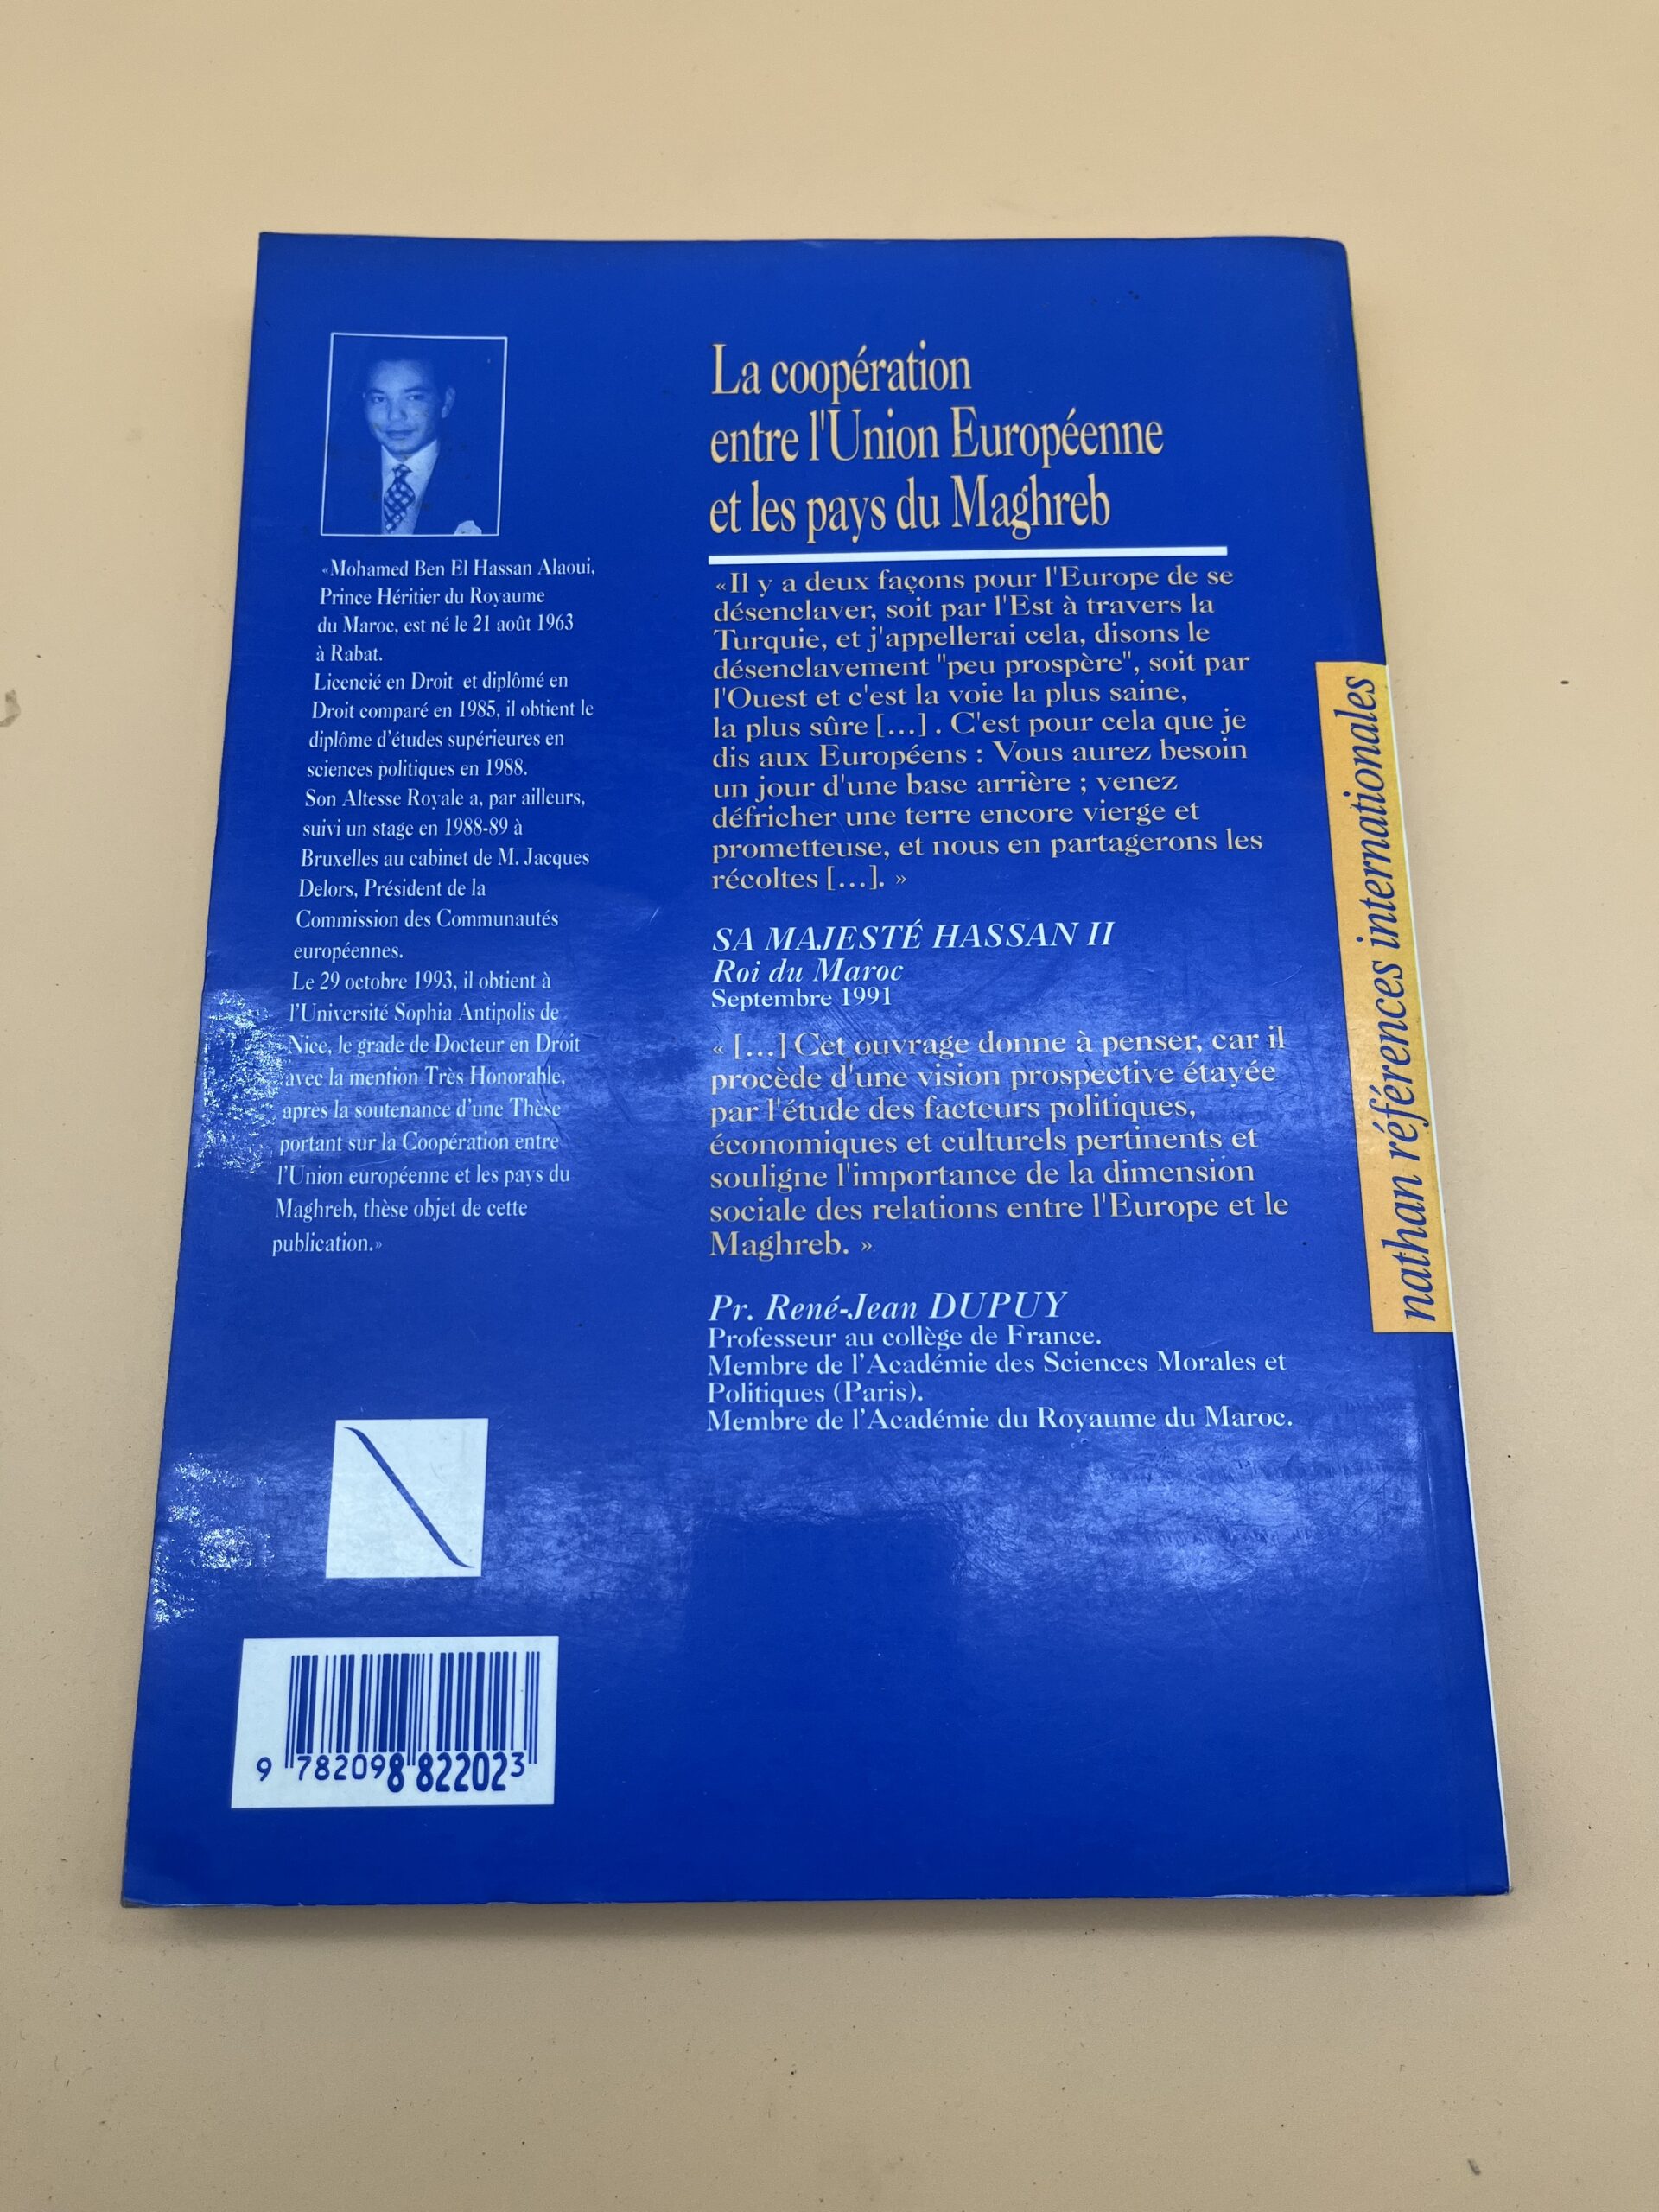 «Mohamed Ben El Hassan Alaoui,
Prince Héritier du Royaume
du Maroc, est né le 21 août 1963
à Rabat.
Licencié en Droit et diplômé en
Droit comparé en 1985, il obtient le
diplôme d'études supérieures en
sciences politiques en 1988.
Son Altesse Royale a, par ailleurs,
suivi un stage en 1988-89 à
Bruxelles au cabinet de M. Jacques
Delors, Président de la
Commission des Communautés
européennes.
Le 29 octobre 1993, il obtient à
l'Université Sophia Antipolis de
Nice, le grade de Docteur en Droit
avec la mention Très Honorable,
après la soutenance d'une Thèse
portant sur la Coopération entre
l'Union européenne et les pays du
Maghreb, thèse objet de cette
publication.»
La coopération
entre l'Union Européenne
et les pays du Maghreb
«Il y a deux façons pour l'Europe de se
désenclaver, soit par l'Est à travers la
Turquie, et j'appellerai cela, disons le
désenclavement "peu prospère", soit par
l'Ouest et c'est la voie la plus saine,
la plus sûre [...] . C'est pour cela que je
dis aux Européens : Vous aurez besoin
un jour d'une base arrière ; venez
défricher une terre encore vierge et
prometteuse, et nous en partagerons les
récoltes [...]. »
SA MAJESTÉ HASSAN II
Roi du Maroc
Septembre 1991
« [...] Cet ouvrage donne à penser, car il
procède d'une vision prospective étayée
par l'étude des facteurs politiques,
économiques et culturels pertinents et
souligne l'importance de la dimension
sociale des relations entre l'Europe et le
Maghreb. »
Pr. René-Jean DUPUY
Professeur au collège de France.
Membre de l'Académie des Sciences Morales et
Politiques (Paris).
Membre de l'Académie du Royaume du Maroc.
nathan références internationales
9 782098 822023